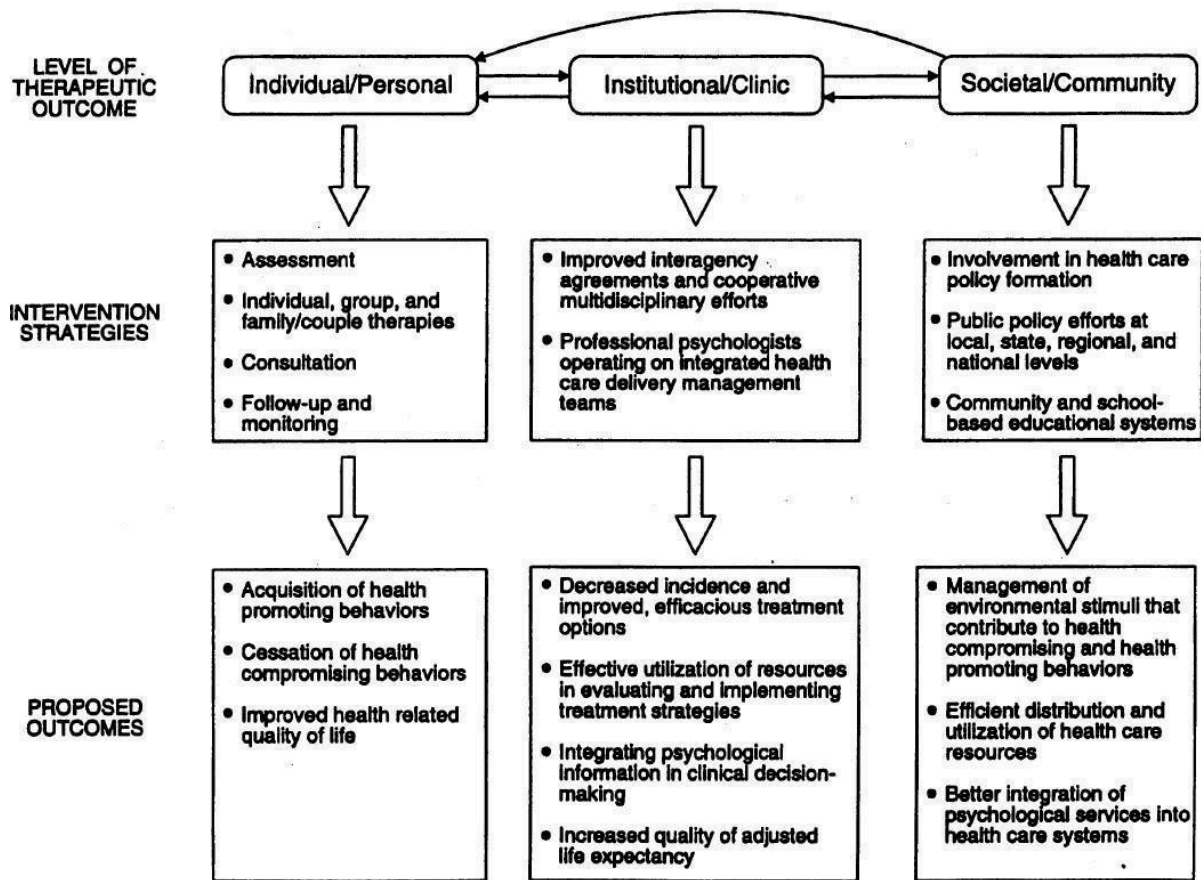 LEVEL OF
THERAPEUTIC
OUTCOME
Individual/Personal
Institutional/Clinic
Societal/Community
INTERVENTION
STRATEGIES
• Assessment
• Individual, group, and
family/couple therapies
• Consultation
• Follow-up and
monitoring
• Improved interagency
agreements and cooperative
multidisciplinary efforts
• Professional psychologists
operating on integrated health
care delivery management
teams
• Involvement in health care
policy formation
• Public policy efforts at
local, state, regional, and
national levels
• Community and school-
based educational systems
PROPOSED
OUTCOMES
• Acquisition of health
promoting behaviors
• Cessation of health
compromising behaviors
• Improved health related
quality of life
• Decreased incidence and
improved, efficacious treatment
options
• Effective utilization of resources
in evaluating and implementing
treatment strategies
• Integrating psychological
information in clinical decision-
making
• Increased quality of adjusted
life expectancy
• Management of
environmental stimuli that
contribute to health
compromising and health
promoting behaviors
• Efficient distribution and
utilization of health care
resources
• Better integration of
psychological services into
health care systems